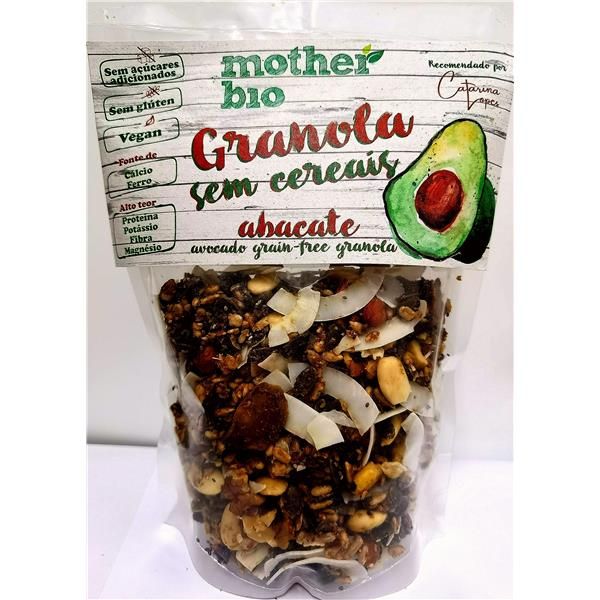 Sem açúcares
adicionados
Sem glúten
Vegan
Fonte de
Cálcio
Ferro
Alto teor
Proteína
Potássio
Fibra
Magnésio
mother
bio
Granola
sem cereais
abacate
avocado grain-free granola
Recomendado por
Catarina
Lopes